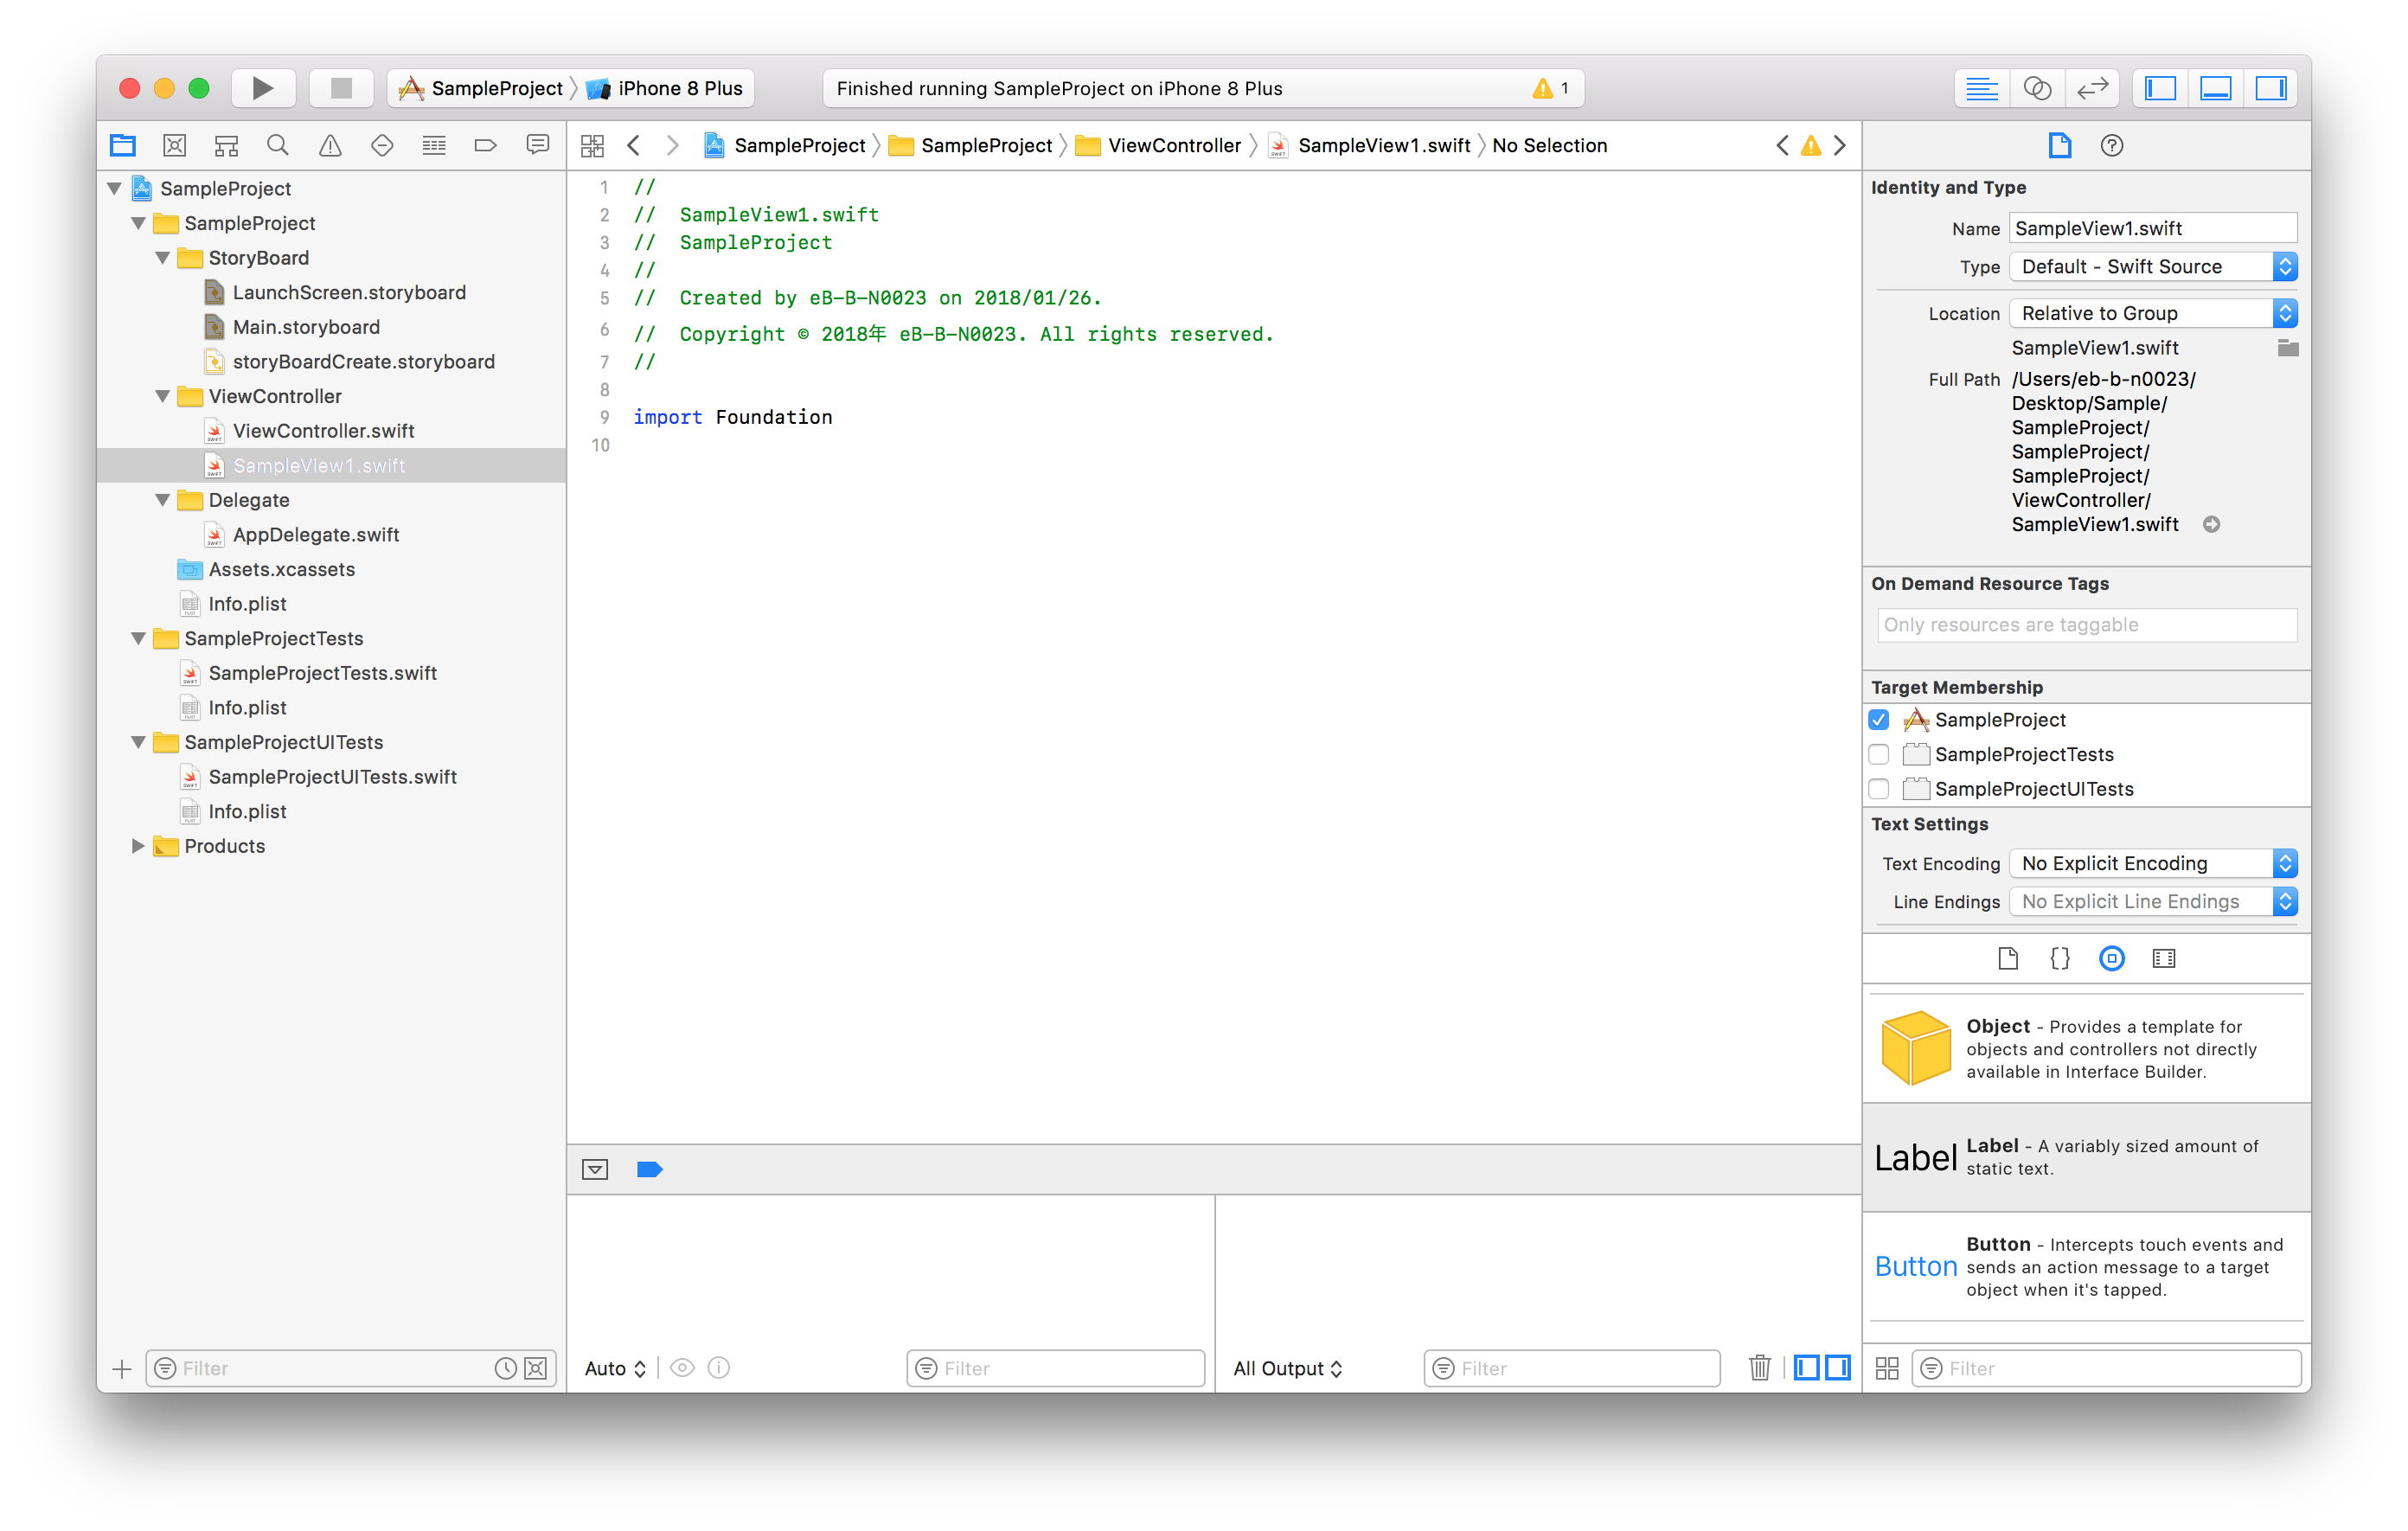 SampleProject iPhone 8 Plus
Finished running SampleProject on iPhone 8 Plus
1
SampleProject
SampleProject
StoryBoard
LaunchScreen.storyboard
Main.storyboard
storyBoardCreate.storyboard
ViewController
ViewController.swift
SampleView1.swift
Delegate
AppDelegate.swift
Assets.xcassets
Info.plist
SampleProjectTests
SampleProjectTests.swift
Info.plist
SampleProjectUITests
SampleProjectUITests.swift
Info.plist
Products
Filter
SampleProject SampleProject ViewController SampleView1.swift No Selection
1 //
2 // SampleView1.swift
3 // SampleProject
4 //
5 // Created by eB-B-N0023 on 2018/01/26.
6 // Copyright © 2018年 eB-B-N0023. All rights reserved.
7 //
8
9 import Foundation
10
Auto
Filter
All Output
Filter
Identity and Type
Name SampleView1.swift
Type Default - Swift Source
Location Relative to Group
SampleView1.swift
Full Path /Users/eb-b-n0023/
Desktop/Sample/
SampleProject/
SampleProject/
SampleProject/
ViewController/
SampleView1.swift
On Demand Resource Tags
Only resources are taggable
Target Membership
SampleProject
SampleProjectTests
SampleProjectUITests
Text Settings
Text Encoding No Explicit Encoding
Line Endings No Explicit Line Endings
{}
Object - Provides a template for
objects and controllers not directly
available in Interface Builder.
Label
Label - A variably sized amount of
static text.
Button
Button - Intercepts touch events and
sends an action message to a target
object when it's tapped.
Filter